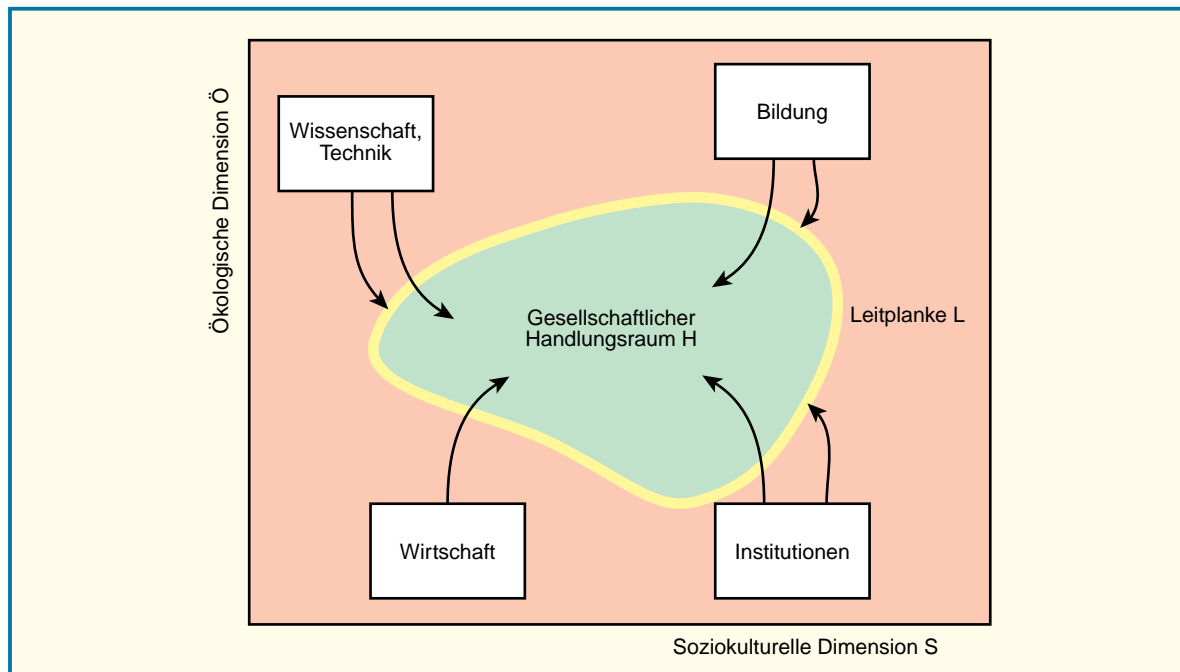 Ökologische Dimension Ö
Wissenschaft,
Technik
Bildung
Gesellschaftlicher
Handlungsraum H
Leitplanke L
Wirtschaft
Institutionen
Soziokulturelle Dimension S